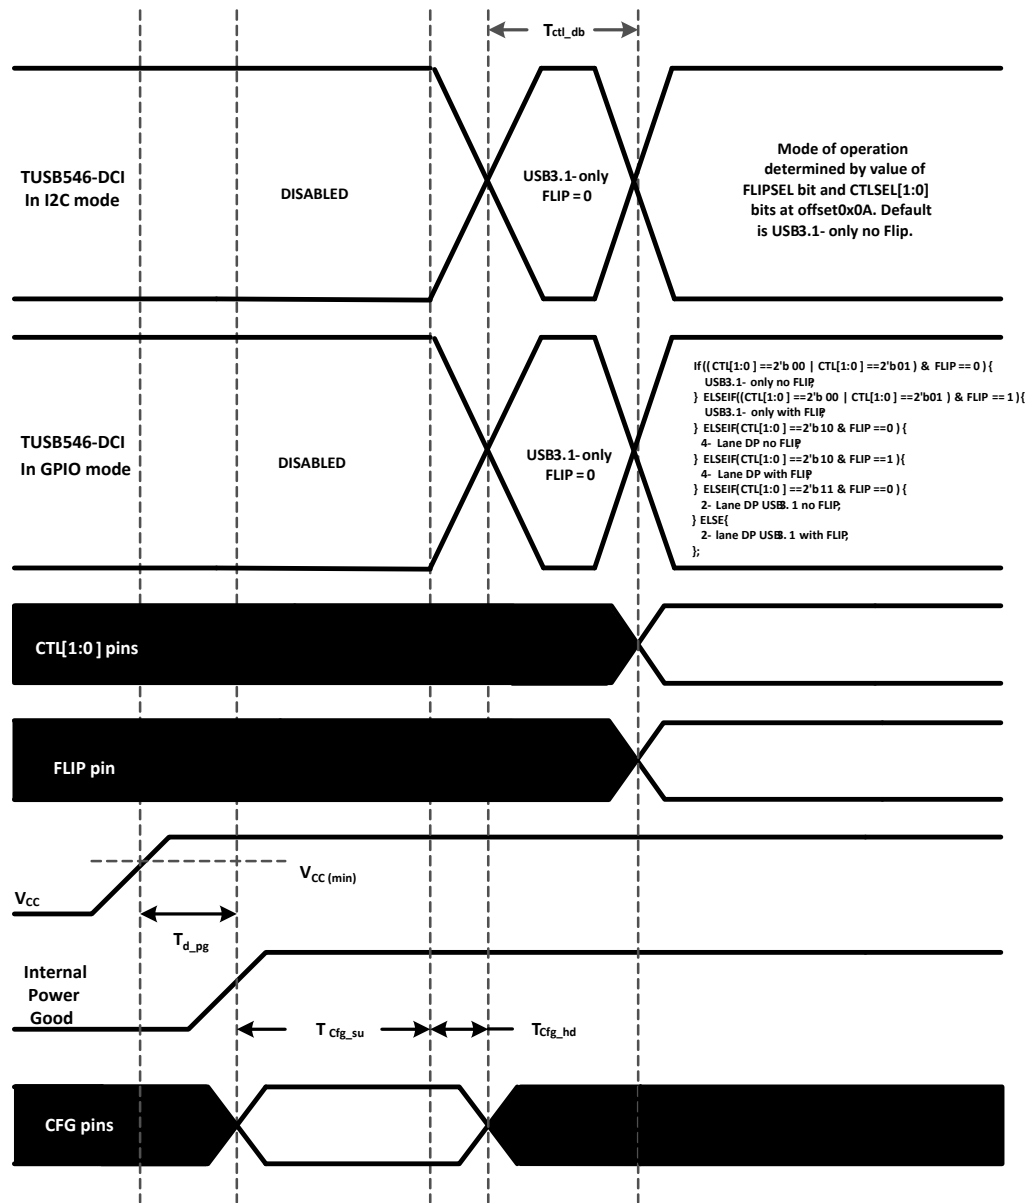 Tctl_db
TUSB546-DCI
In I2C mode
DISABLED
USB3.1- only
FLIP = 0
Mode of operation
determined by value of
FLIPSEL bit and CTLSEL[1:0]
bits at offset0x0A. Default
is USB3.1- only no Flip.
TUSB546-DCI
In GPIO mode
DISABLED
USB3.1- only
FLIP = 0
If(( CTL[1:0 ] ==2'b 00 | CTL[1:0 ] ==2'b01 ) & FLIP == 0 ) {
USB3.1- only no FLIP;
} ELSEIF((CTL[1:0 ] ==2'b 00 | CTL[1:0 ] ==2'b01 ) & FLIP == 1 ) {
USB3.1- only with FLIP;
} ELSEIF(CTL[1:0 ] ==2'b 10 & FLIP ==0 ) {
4- Lane DP no FLIP;
} ELSEIF(CTL[1:0 ] ==2'b 10 & FLIP ==1 ) {
4- Lane DP with FLIP;
} ELSEIF(CTL[1:0 ] ==2'b 11 & FLIP ==0 ) {
2- Lane DP USB3. 1 no FLIP;
} ELSE{
2- lane DP USB3. 1 with FLIP;
};
CTL[1:0 ] pins
FLIP pin
VCC (min)
VCC
Td_pg
Internal
Power
Good
T Cfg_su
TCfg_hd
CFG pins